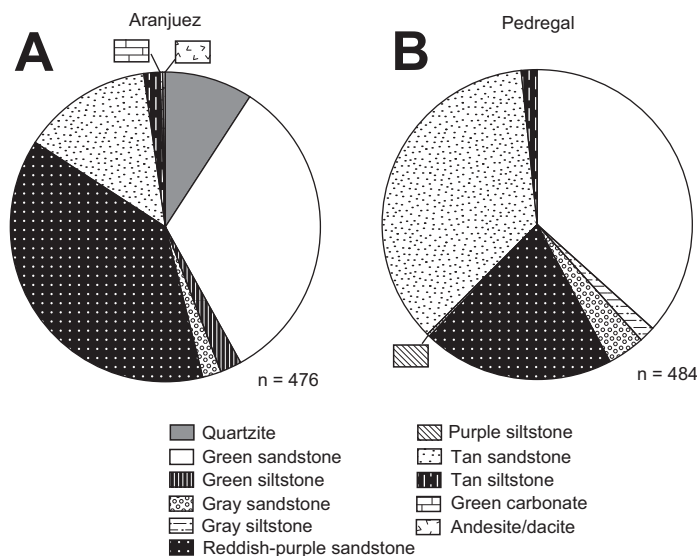 Aranjuez
Pedregal
A
B
n = 476
n = 484
Quartzite
Green sandstone
Green siltstone
Gray sandstone
Gray siltstone
Reddish-purple sandstone
Purple siltstone
Tan sandstone
Tan siltstone
Green carbonate
Andesite/dacite